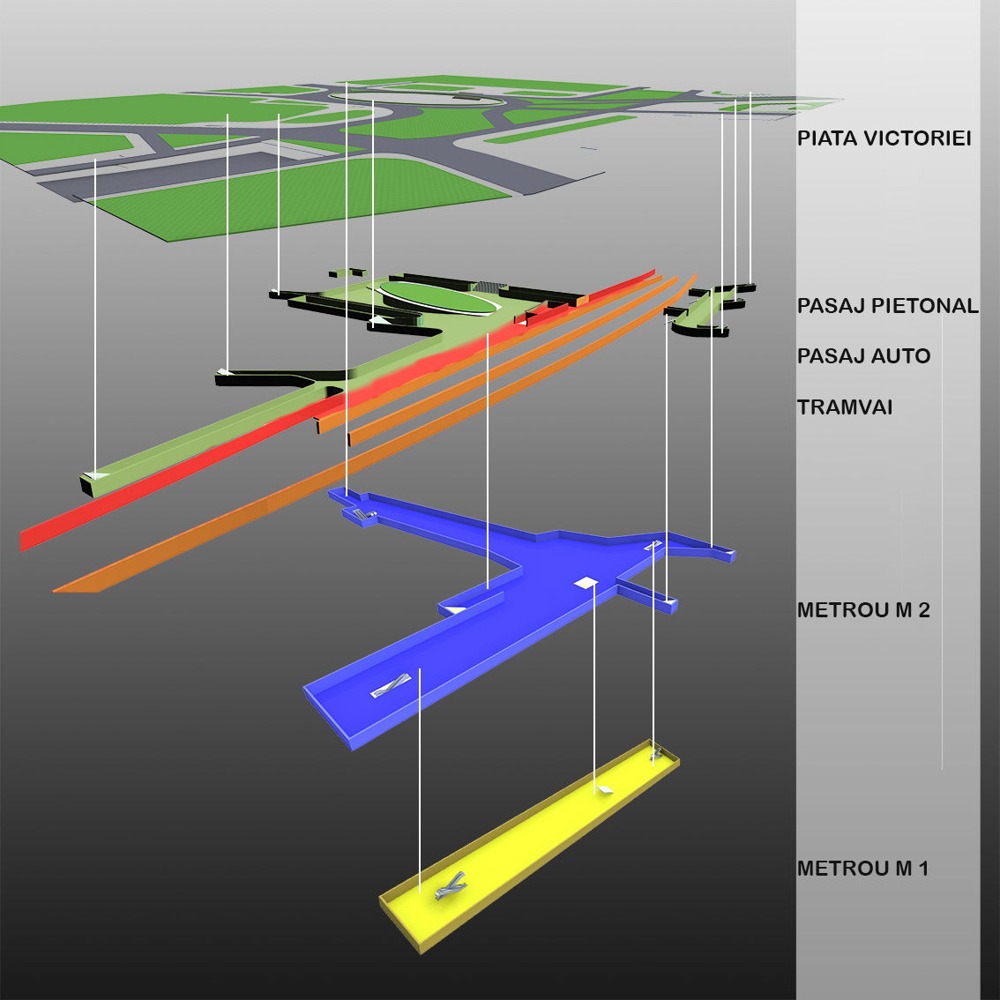 PIATA VICTORIEI
PASAJ PIETONAL
PASAJ AUTO
TRAMVAI
METROU M 2
METROU M 1